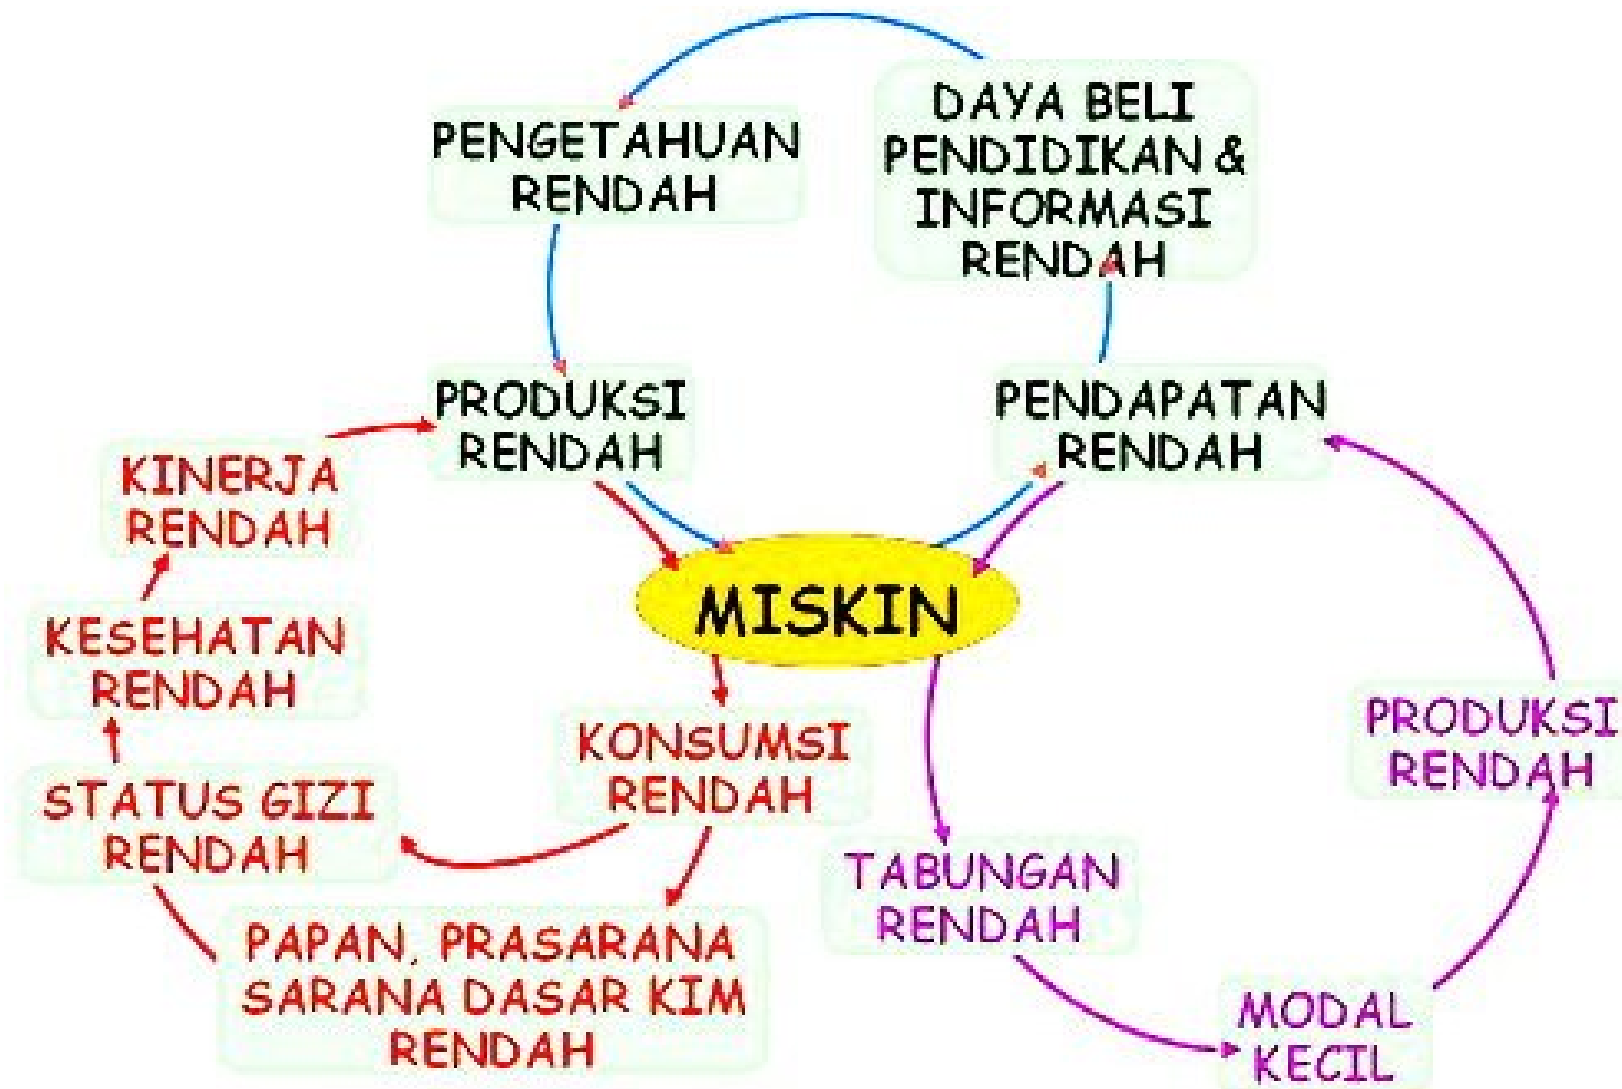 PENGETAHUAN
RENDAH
DAYA BELI
PENDIDIKAN &
INFORMASI
RENDAH
PRODUKSI
RENDAH
PENDAPATAN
RENDAH
KINERJA
RENDAH
MISKIN
KESEHATAN
RENDAH
KONSUMSI
RENDAH
PRODUKSI
RENDAH
STATUS GIZI
RENDAH
TABUNGAN
RENDAH
PAPAN, PRASARANA
SARANA DASAR KIM
RENDAH
MODAL
KECIL